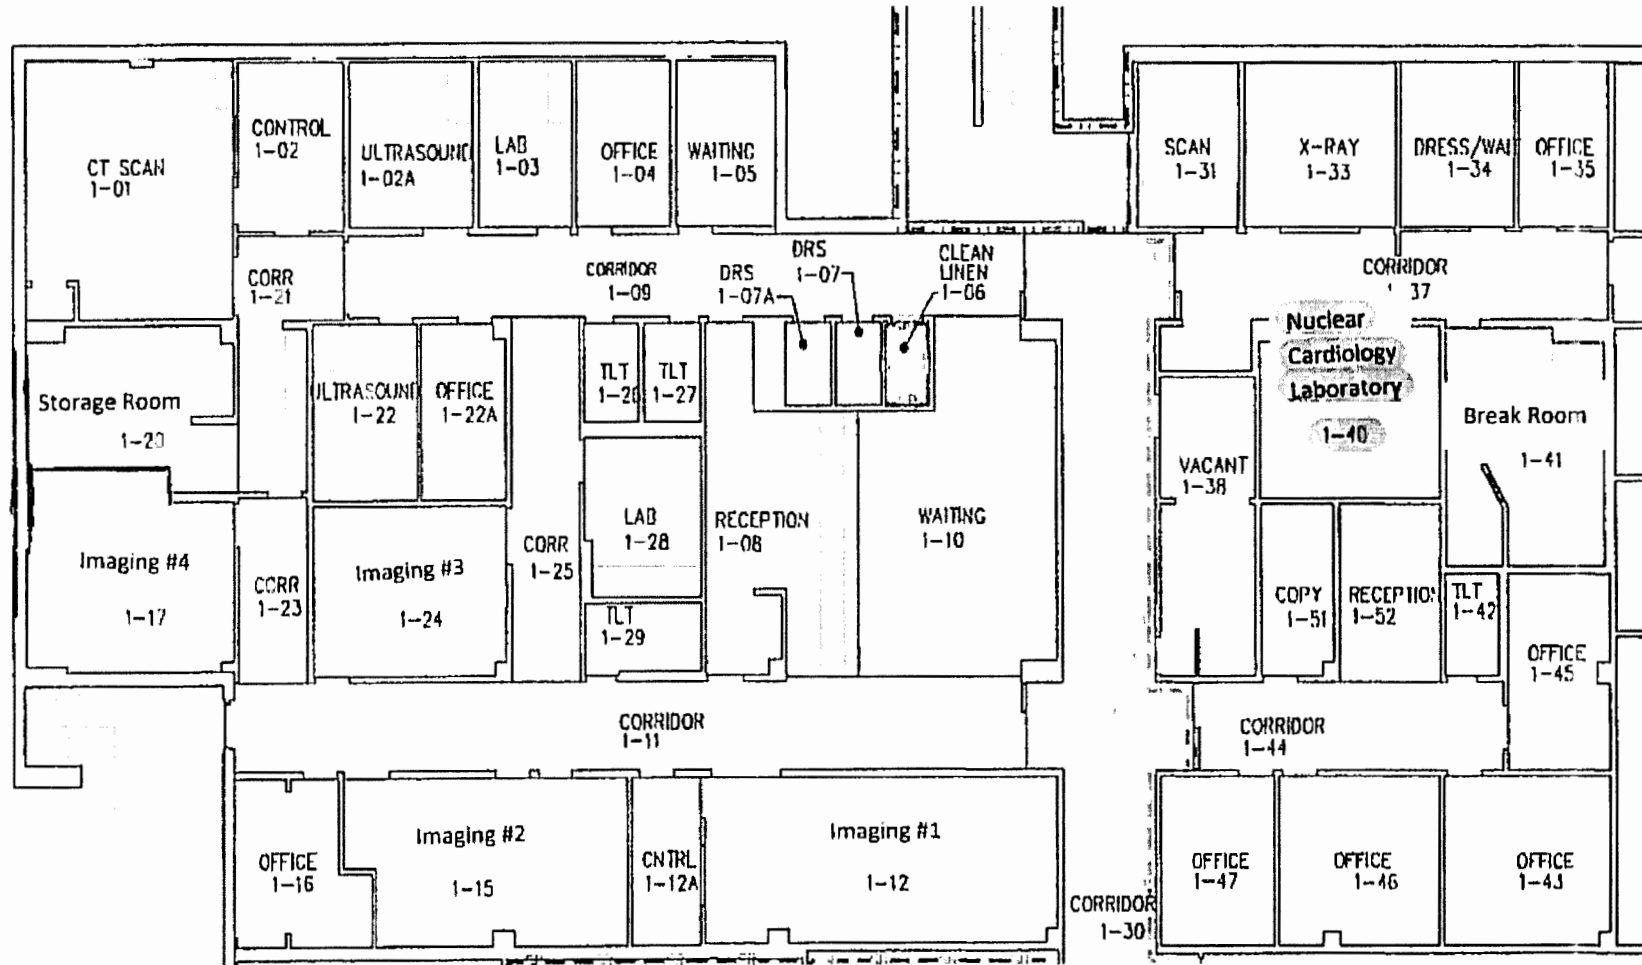 CT SCAN
1-01
CONTROL
1-02
ULTRASOUND
1-02A
LAB
1-03
OFFICE
1-04
WAITING
1-05
SCAN
1-31
X-RAY
1-33
DRESS/WAI
1-34
OFFICE
1-35
CORR
1-21
CORRIDOR
1-09
DRS
1-07A
DRS
1-07
CLEAN
LINEN
1-06
CORRIDOR
37
Storage Room
1-20
ULTRASOUND
1-22
OFFICE
1-22A
TLT
TLT
1-27
Nuclear
Cardiology
Laboratory
1-40
Break Room
1-41
VACANT
1-38
Imaging #4
1-17
CORR
1-23
Imaging #3
1-24
CORR
1-25
LAB
1-28
TLT
1-29
RECEPTION
1-08
WAITING
1-10
COPY
1-51
RECEPTION
1-52
TLT
1-42
OFFICE
1-45
CORRIDOR
1-11
CORRIDOR
1-44
OFFICE
1-16
Imaging #2
1-15
CNTRL
1-12A
Imaging #1
1-12
CORRIDOR
1-30
OFFICE
1-47
OFFICE
1-46
OFFICE